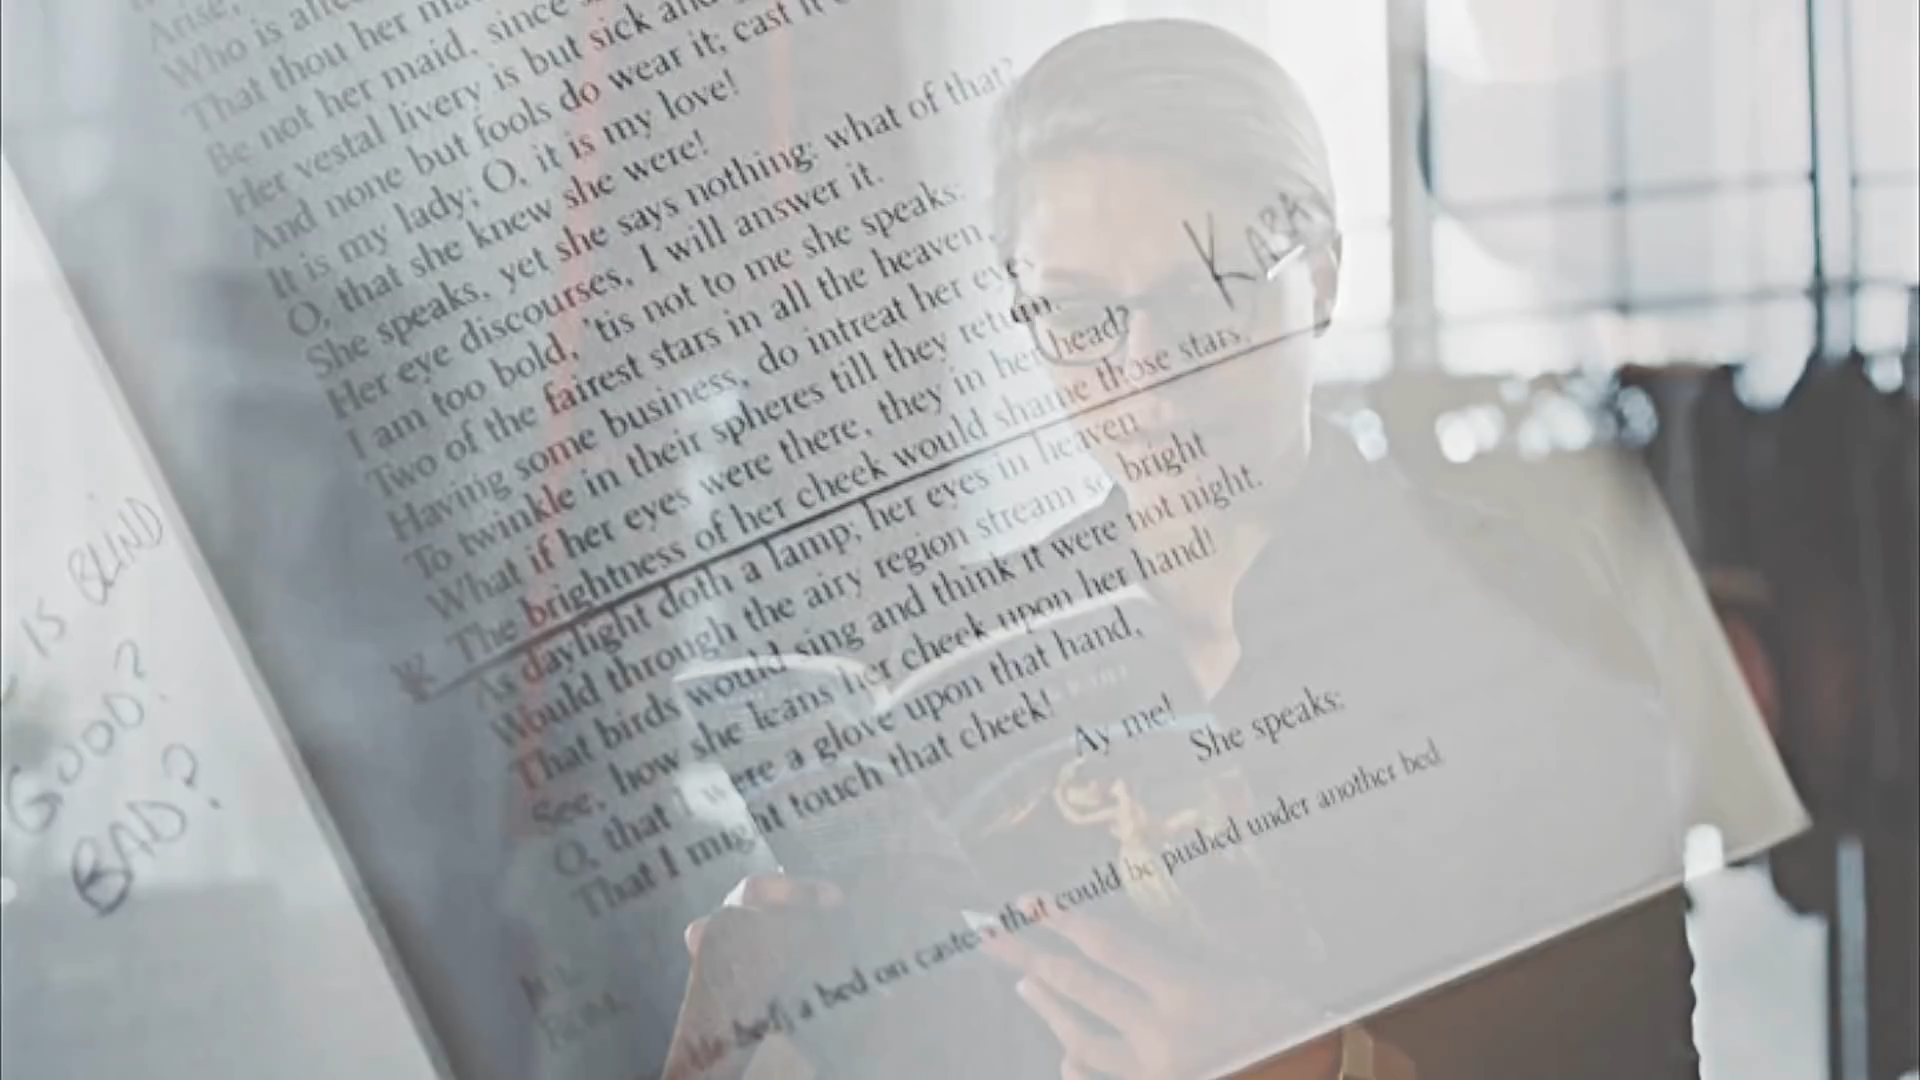 Arise,
Who is
That thou her
Be not her maid, since
Her vestal livery is but sick and
And none but fools do wear it; cast it
It is my lady; O, it is my love!
O, that she knew she were!
She speaks, yet she says nothing: what of that?
Her eye discourses, I will answer it.
I am too bold, 'tis not to me she speaks:
Two of the fairest stars in all the heaven,
Having some business, do intreat her eyes
To twinkle in their spheres till they return.
What if her eyes were there, they in her head?
The brightness of her cheek would shame those stars,
As daylight doth a lamp; her eyes in heaven
Would through the airy region stream so bright
That birds would sing and think it were not night.
See, how she leans her cheek upon her hand!
O, that I were a glove upon that hand,
That I might touch that cheek!
Ay me!
She speaks:
bed] a bed on casters that could be pushed under another bed.
IS BLIND
GOOD?
BAD?